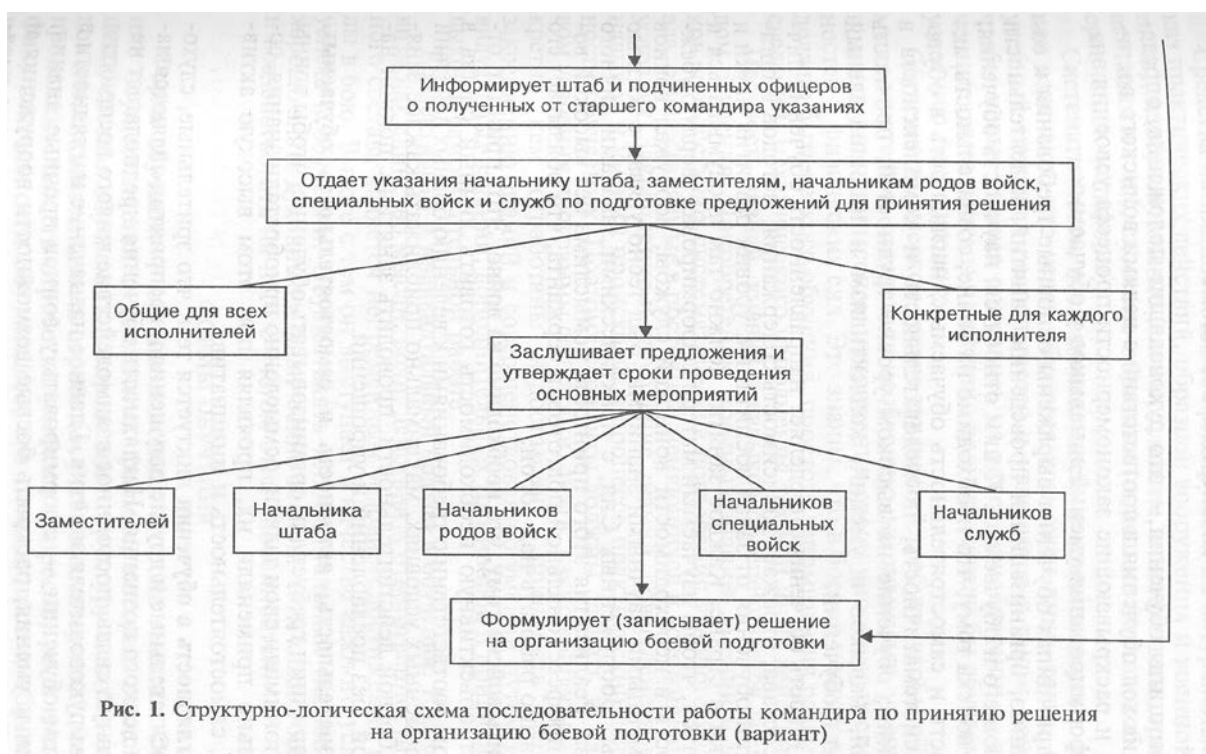 Информирует штаб и подчиненных офицеров
о полученных от старшего командира указаниях
Отдает указания начальнику штаба, заместителям, начальникам родов войск,
специальных войск и служб по подготовке предложений для принятия решения
Общие для всех
исполнителей
Конкретные для каждого
исполнителя
Заслушивает предложения и
утверждает сроки проведения
основных мероприятий
Заместителей
Начальника
штаба
Начальников
родов войск
Начальников
специальных
войск
Начальников
служб
Формулирует (записывает) решение
на организацию боевой подготовки
Рис. 1. Структурно-логическая схема последовательности работы командира по принятию решения
на организацию боевой подготовки (вариант)